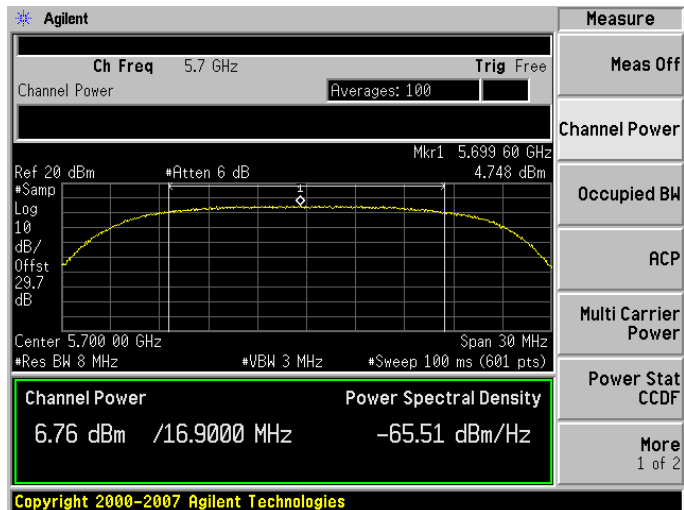 Agilent
Measure
Ch Freq 5.7 GHz Trig Free
Channel Power Averages: 100
Mkr1 5.699 60 GHz
Ref 20 dBm #Atten 6 dB 4.748 dBm
#Samp
Log
10
dB/
Offst
29.7
dB
1
Center 5.700 00 GHz Span 30 MHz
#Res BW 8 MHz #VBW 3 MHz #Sweep 100 ms (601 pts)
Channel Power Power Spectral Density
6.76 dBm /16.9000 MHz -65.51 dBm/Hz
Copyright 2000-2007 Agilent Technologies
Meas Off
Channel Power
Occupied BW
ACP
Multi Carrier
Power
Power Stat
CCDF
More
1 of 2